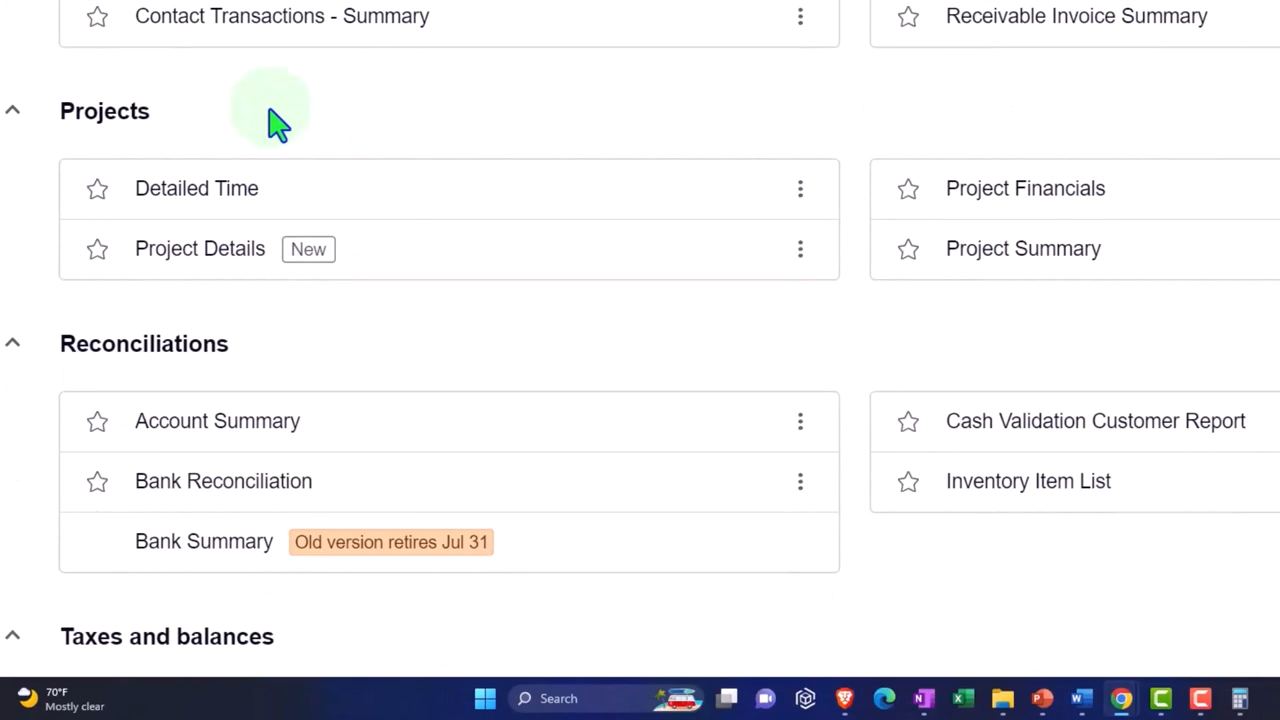 Contact Transactions - Summary
Receivable Invoice Summary
Projects
Detailed Time
Project Financials
Project Details New
Project Summary
Reconciliations
Account Summary
Cash Validation Customer Report
Bank Reconciliation
Inventory Item List
Bank Summary Old version retires Jul 31
Taxes and balances
70°F
Mostly clear
Search